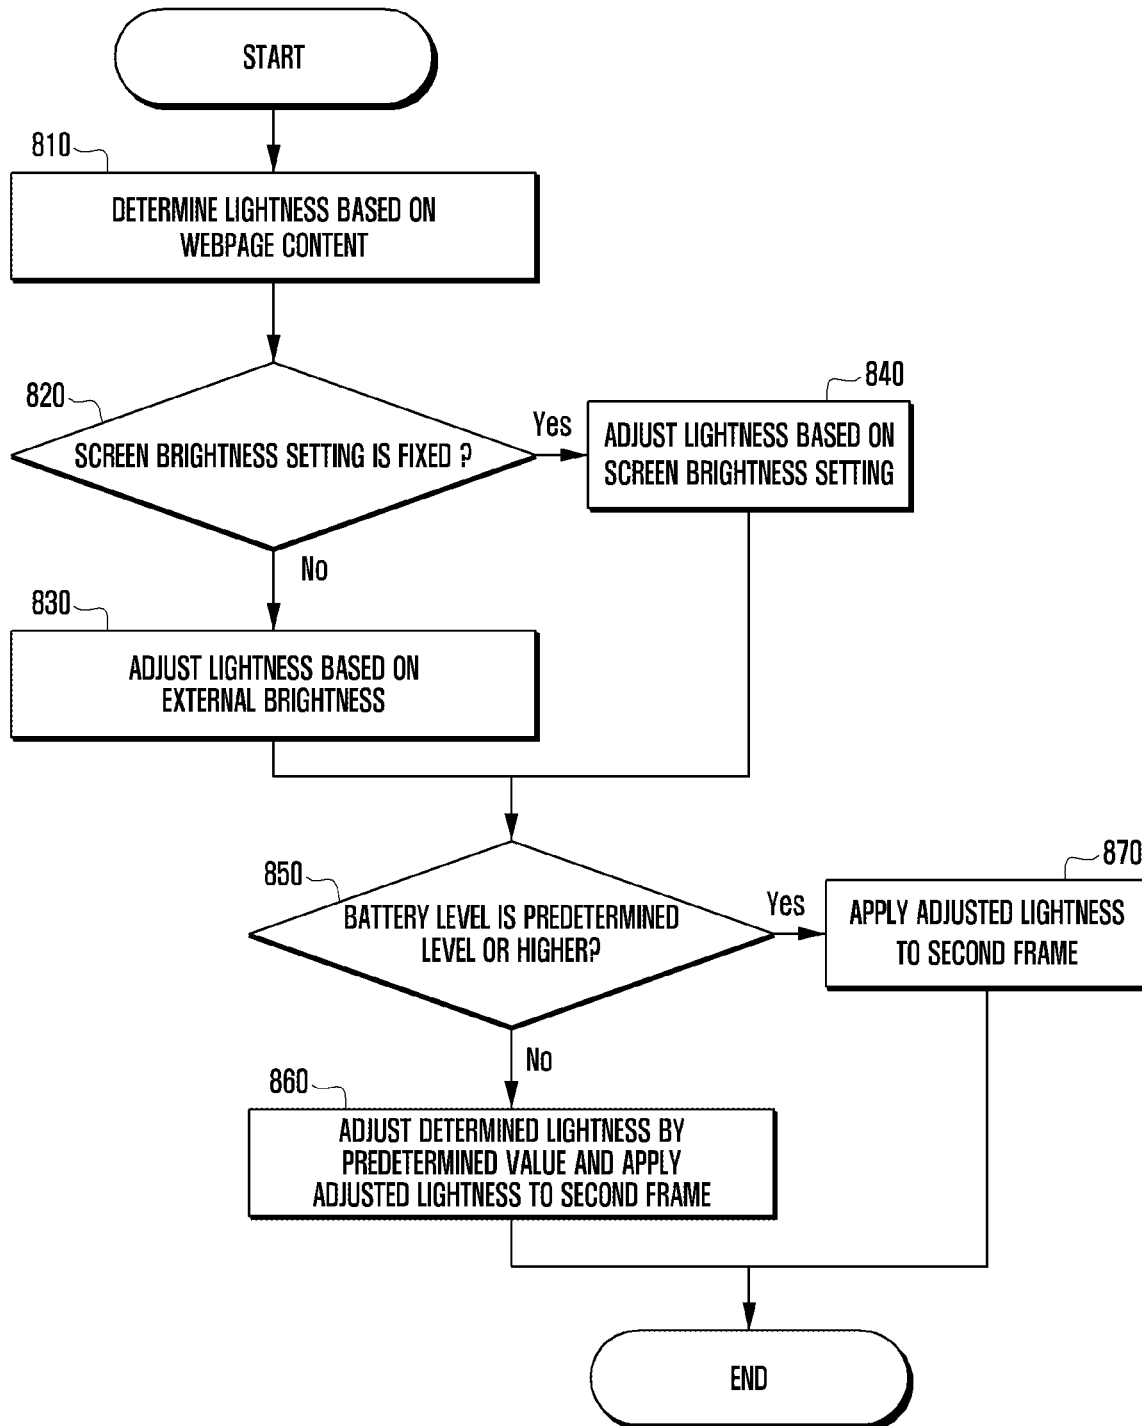 START
810
DETERMINE LIGHTNESS BASED ON
WEBPAGE CONTENT
820
SCREEN BRIGHTNESS SETTING IS FIXED ?
Yes
840
ADJUST LIGHTNESS BASED ON
SCREEN BRIGHTNESS SETTING
No
830
ADJUST LIGHTNESS BASED ON
EXTERNAL BRIGHTNESS
850
BATTERY LEVEL IS PREDETERMINED
LEVEL OR HIGHER?
Yes
870
APPLY ADJUSTED LIGHTNESS
TO SECOND FRAME
No
860
ADJUST DETERMINED LIGHTNESS BY
PREDETERMINED VALUE AND APPLY
ADJUSTED LIGHTNESS TO SECOND FRAME
END